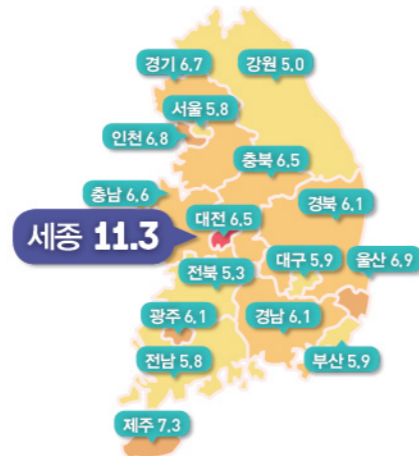 경기 6.7
강원 5.0
서울 5.8
인천 6.8
충북 6.5
충남 6.6
경북 6.1
대전 6.5
세종 11.3
전북 5.3
대구 5.9
울산 6.9
광주 6.1
경남 6.1
전남 5.8
부산 5.9
제주 7.3